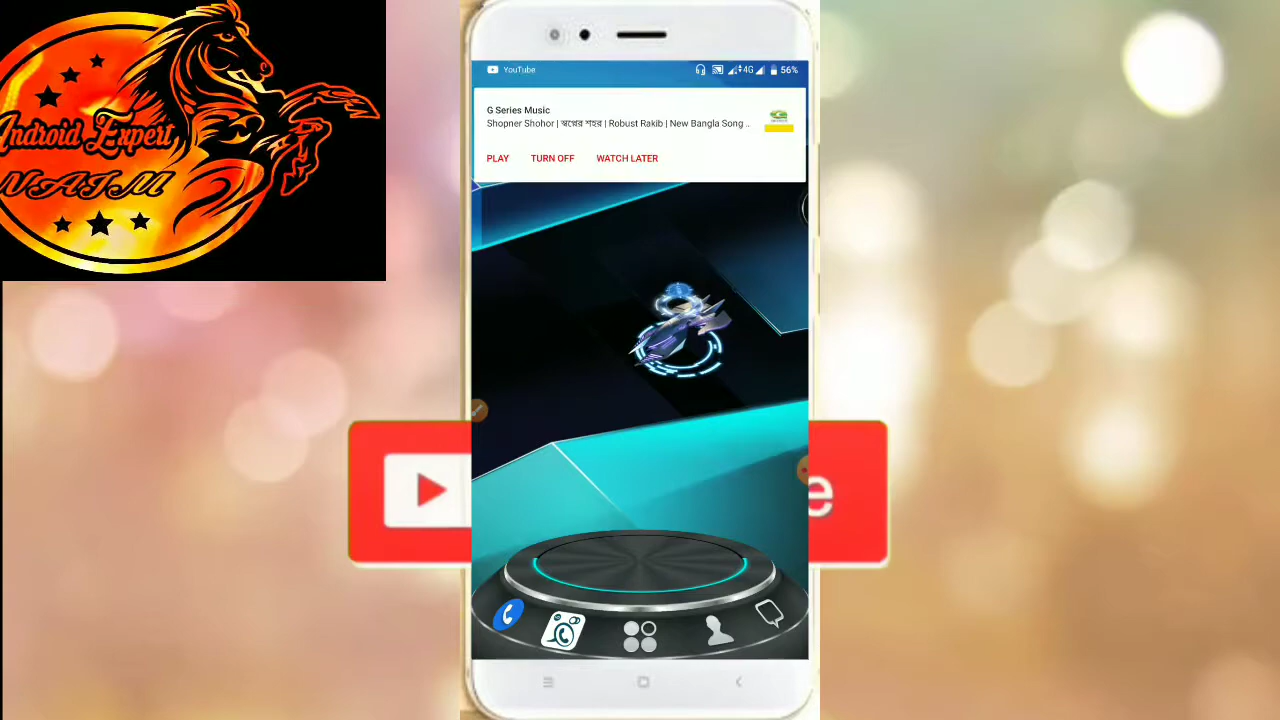 Android Expert
NAIM
YouTube
4G
56%
G Series Music
Shopner Shohor | স্বপ্নের শহর | Robust Rakib | New Bangla Song ..
PLAY TURN OFF WATCH LATER
e